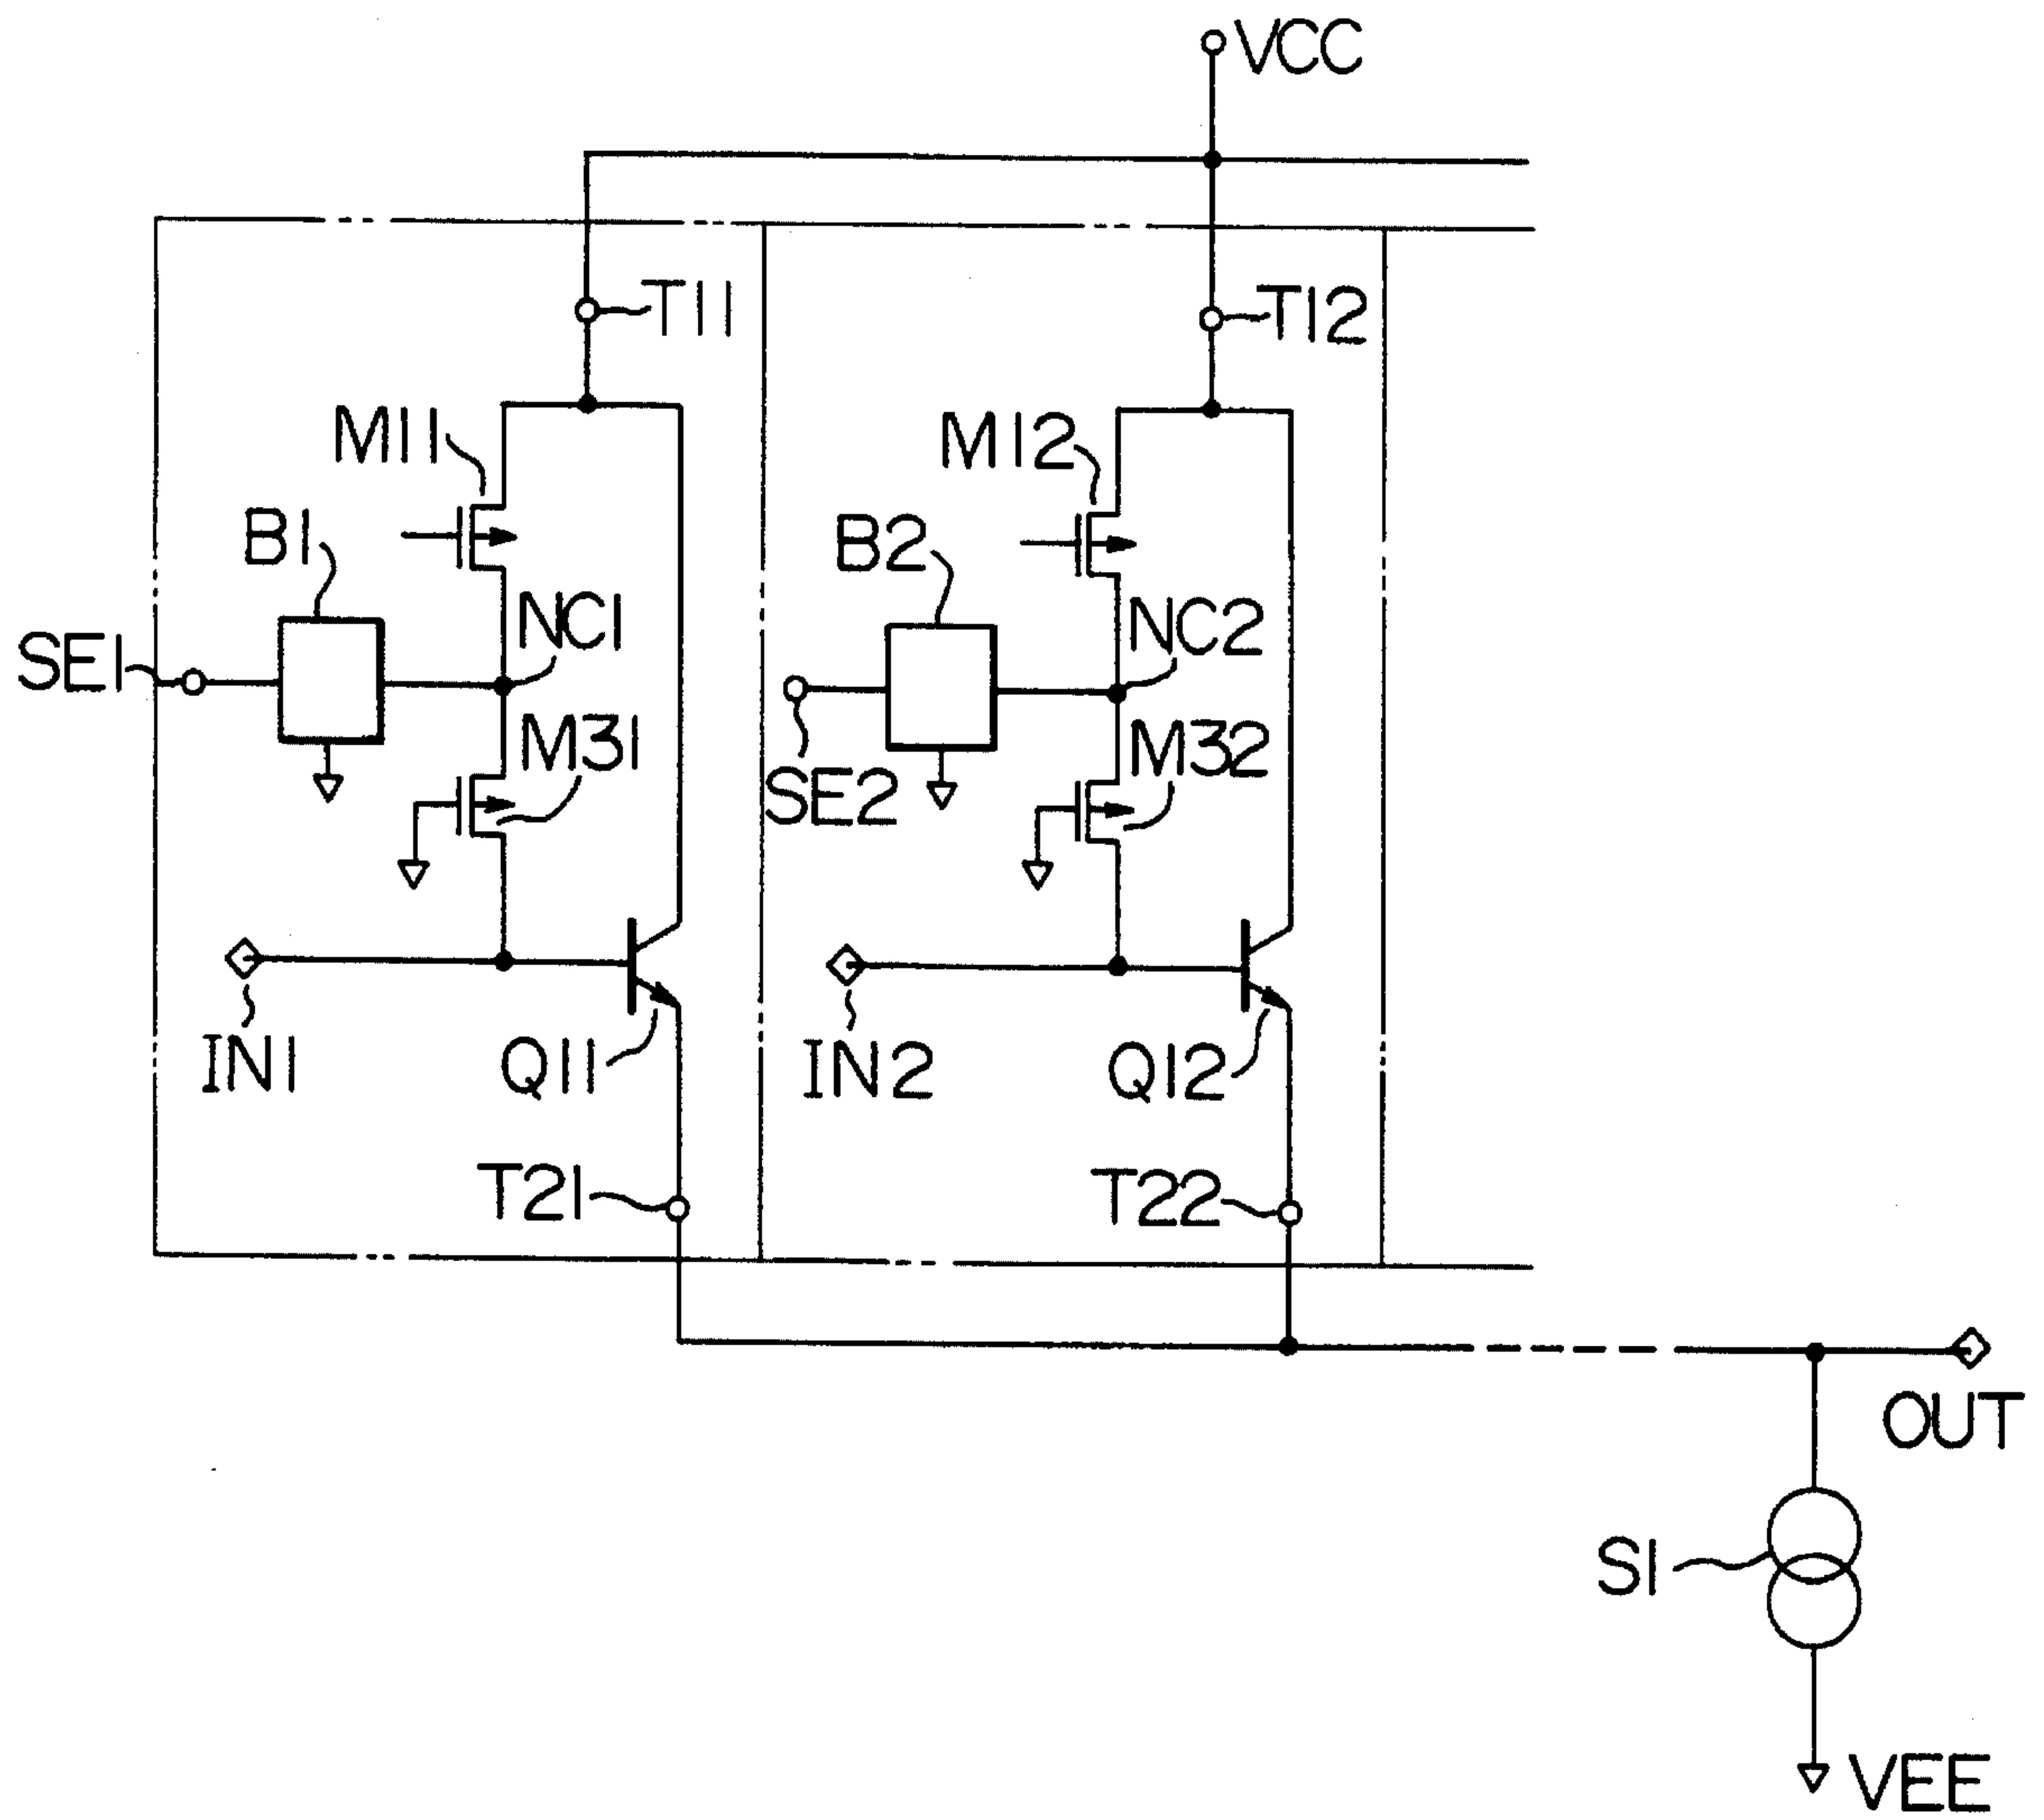 VCC
T11
T12
M11
M12
B1
B2
NC1
NC2
SE1
M31
M32
SE2
IN1
Q11
IN2
Q12
T21
T22
OUT
S1
VEE